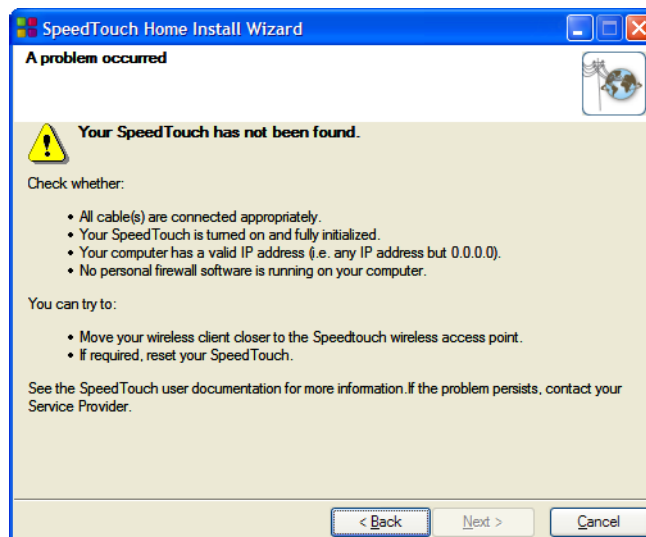 SpeedTouch Home Install Wizard
A problem occurred
Your SpeedTouch has not been found.
Check whether:
• All cable(s) are connected appropriately.
• Your SpeedTouch is turned on and fully initialized.
• Your computer has a valid IP address (i.e. any IP address but 0.0.0.0).
• No personal firewall software is running on your computer.
You can try to:
• Move your wireless client closer to the Speedtouch wireless access point.
• If required, reset your SpeedTouch.
See the SpeedTouch user documentation for more information.If the problem persists, contact your
Service Provider.
< Back Next > Cancel